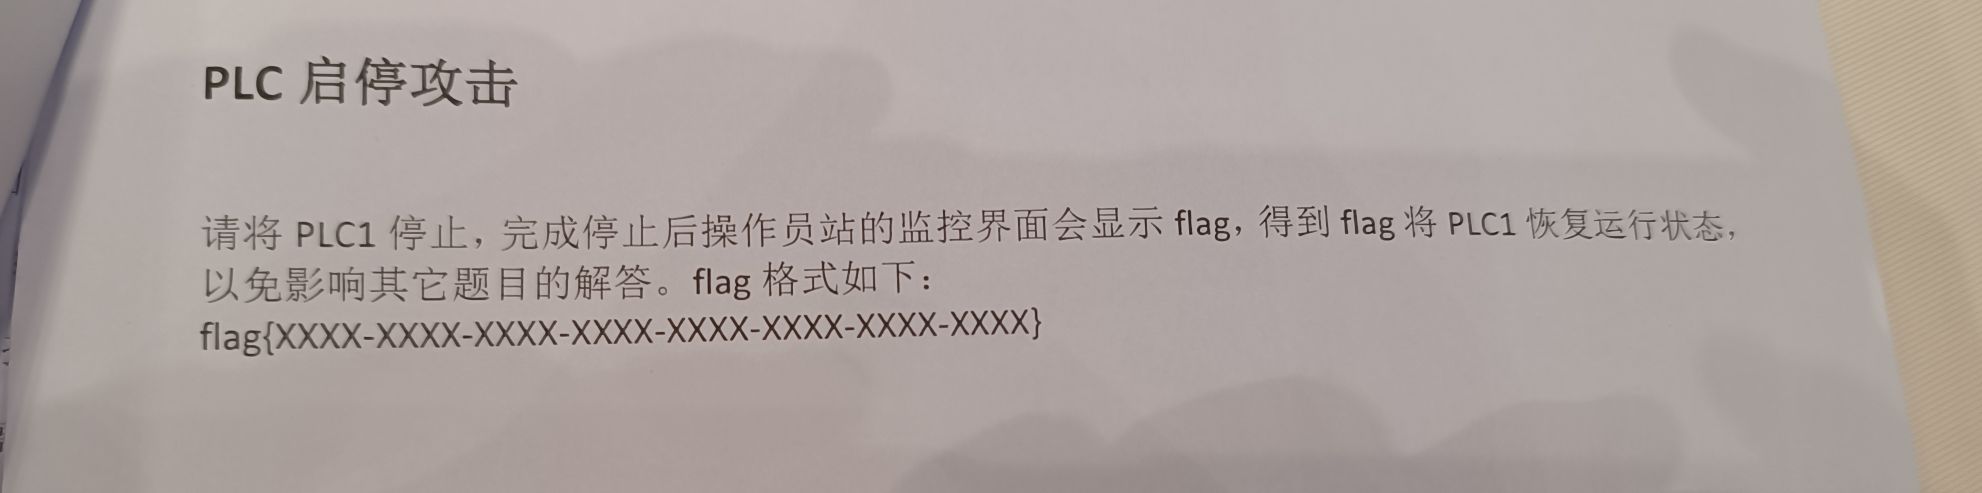 PLC 启停攻击
请将 PLC1 停止，完成停止后操作员站的监控界面会显示 flag，得到 flag 将 PLC1 恢复运行状态，
以免影响其它题目的解答。flag 格式如下：
flag{XXXX-XXXX-XXXX-XXXX-XXXX-XXXX-XXXX-XXXX}